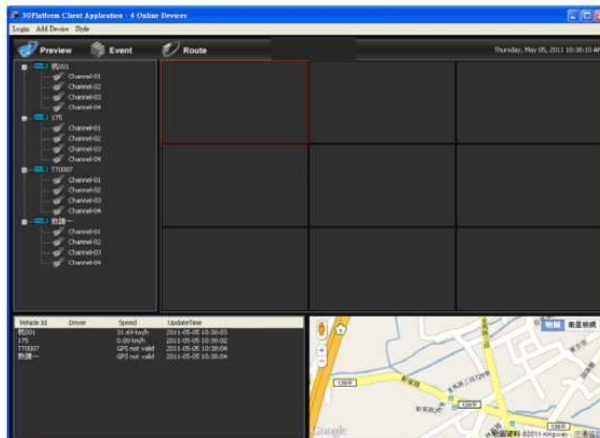 3GPlatform Client Application - 4 Online Devices
Login Add Device Style
Preview Event Route Thursday, May 05, 2011 10:38:10 AM
Channel-01
Channel-02
Channel-03
Channel-04
175
Channel-01
Channel-02
Channel-03
Channel-04
TT0007
Channel-01
Channel-02
Channel-03
Channel-04
Channel-01
Channel-02
Channel-03
Channel-04
Vehicle Id Driver Speed UpdateTime
31.69 km/h 2011-05-05 10:38:03
175 0.00 km/h 2011-05-05 10:38:02
TT0007 GPS not valid 2011-05-05 10:38:04
GPS not valid 2011-05-05 10:38:04
地圖
Google